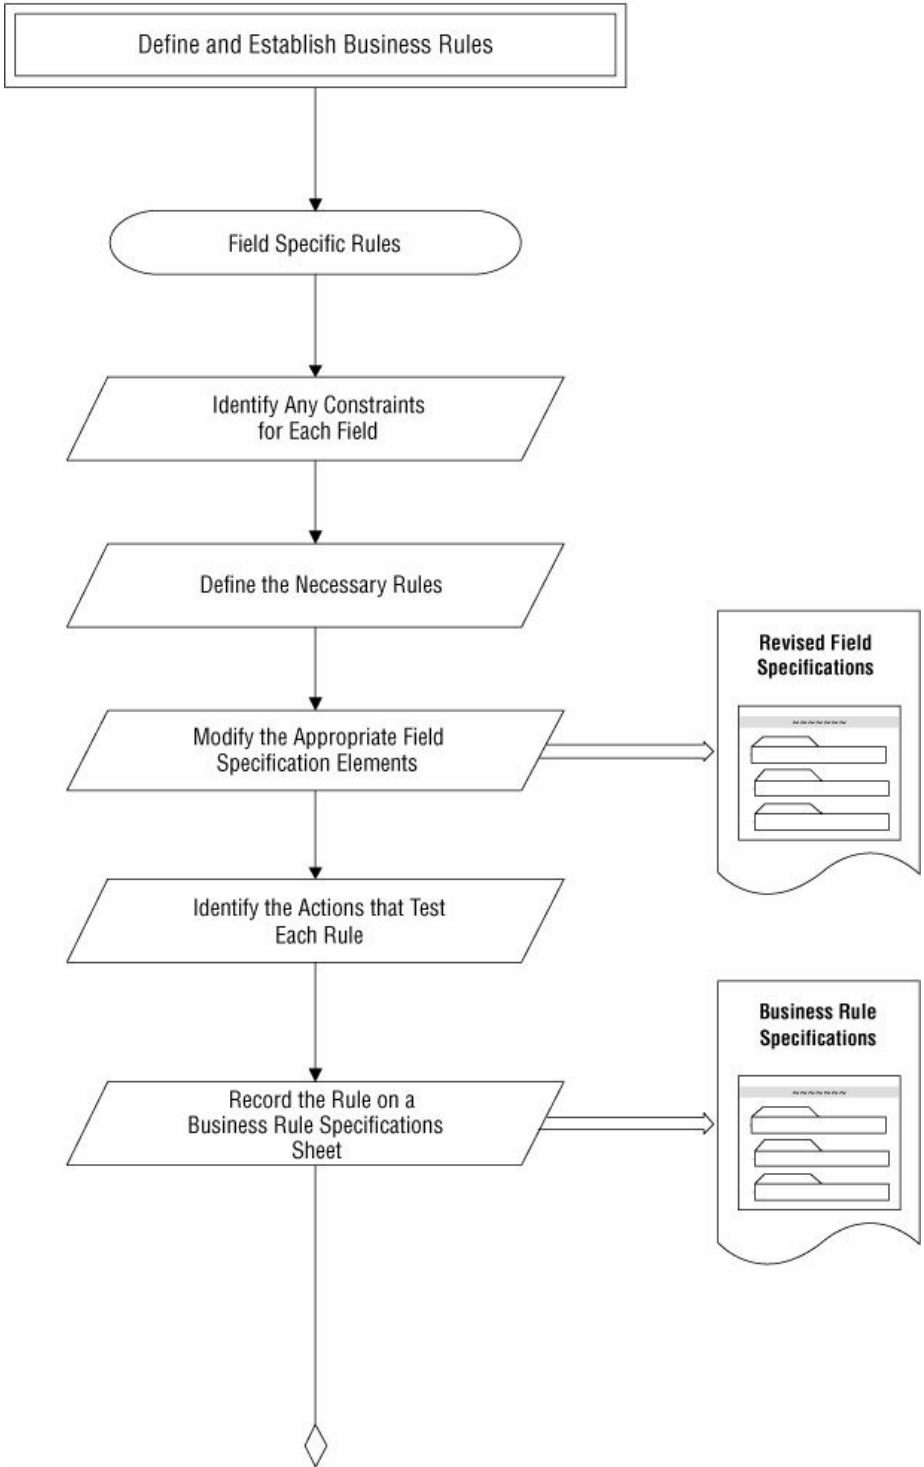 Define and Establish Business Rules
Field Specific Rules
Identify Any Constraints
for Each Field
Define the Necessary Rules
Revised Field
Specifications
Modify the Appropriate Field
Specification Elements
Identify the Actions that Test
Each Rule
Business Rule
Specifications
Record the Rule on a
Business Rule Specifications
Sheet